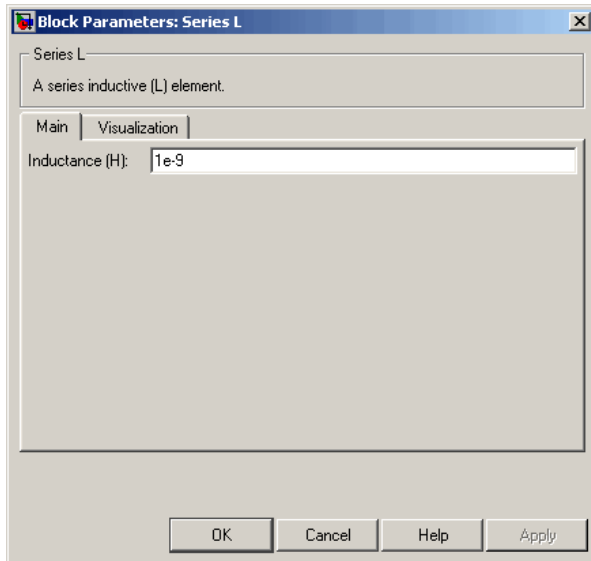 Block Parameters: Series L
Series L
A series inductive (L) element.
Main Visualization
Inductance (H): 1e-9
OK Cancel Help Apply